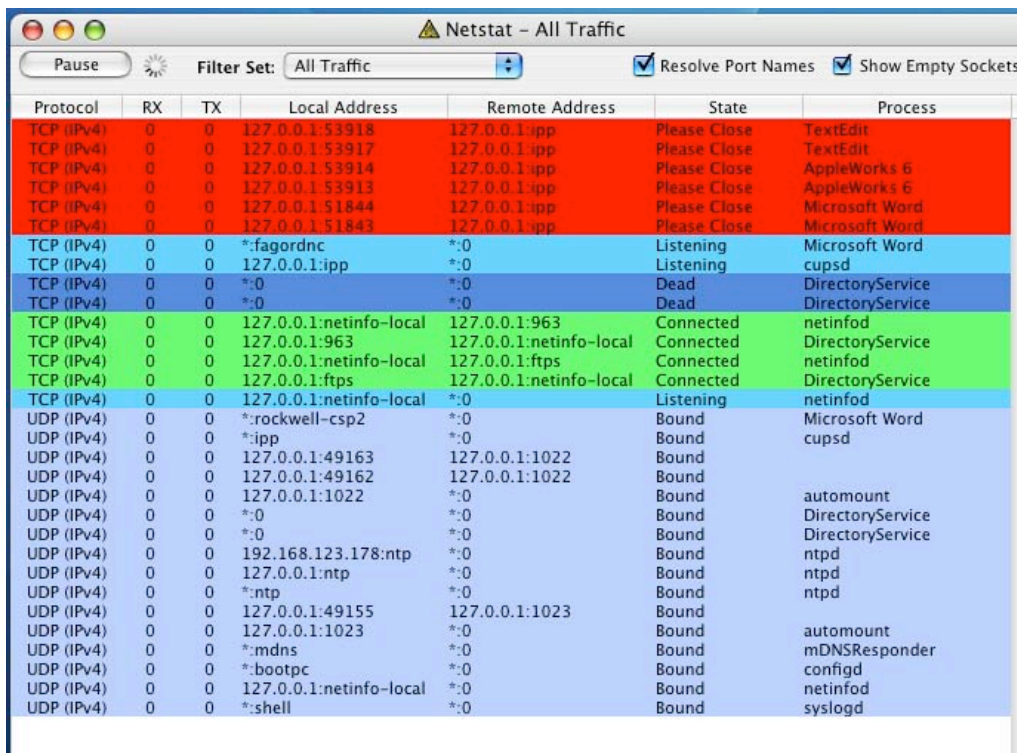 Netstat – All Traffic
Pause Filter Set: All Traffic Resolve Port Names Show Empty Sockets
Protocol RX TX Local Address Remote Address State Process
TCP (IPv4) 0 0 127.0.0.1:53918 127.0.0.1:ipp Please Close TextEdit
TCP (IPv4) 0 0 127.0.0.1:53917 127.0.0.1:ipp Please Close TextEdit
TCP (IPv4) 0 0 127.0.0.1:53914 127.0.0.1:ipp Please Close AppleWorks 6
TCP (IPv4) 0 0 127.0.0.1:53913 127.0.0.1:ipp Please Close AppleWorks 6
TCP (IPv4) 0 0 127.0.0.1:51844 127.0.0.1:ipp Please Close Microsoft Word
TCP (IPv4) 0 0 127.0.0.1:51843 127.0.0.1:ipp Please Close Microsoft Word
TCP (IPv4) 0 0 *:fagordnc *:0 Listening Microsoft Word
TCP (IPv4) 0 0 127.0.0.1:ipp *:0 Listening cupsd
TCP (IPv4) 0 0 *:0 *:0 Dead DirectoryService
TCP (IPv4) 0 0 *:0 *:0 Dead DirectoryService
TCP (IPv4) 0 0 127.0.0.1:netinfo-local 127.0.0.1:963 Connected netinfod
TCP (IPv4) 0 0 127.0.0.1:963 127.0.0.1:netinfo-local Connected DirectoryService
TCP (IPv4) 0 0 127.0.0.1:netinfo-local 127.0.0.1:ftps Connected netinfod
TCP (IPv4) 0 0 127.0.0.1:ftps 127.0.0.1:netinfo-local Connected DirectoryService
TCP (IPv4) 0 0 127.0.0.1:netinfo-local *:0 Listening netinfod
UDP (IPv4) 0 0 *:rockwell-csp2 *:0 Bound Microsoft Word
UDP (IPv4) 0 0 *:ipp *:0 Bound cupsd
UDP (IPv4) 0 0 127.0.0.1:49163 127.0.0.1:1022 Bound
UDP (IPv4) 0 0 127.0.0.1:49162 127.0.0.1:1022 Bound
UDP (IPv4) 0 0 127.0.0.1:1022 *:0 Bound automount
UDP (IPv4) 0 0 *:0 *:0 Bound DirectoryService
UDP (IPv4) 0 0 *:0 *:0 Bound DirectoryService
UDP (IPv4) 0 0 192.168.123.178:ntp *:0 Bound ntpd
UDP (IPv4) 0 0 127.0.0.1:ntp *:0 Bound ntpd
UDP (IPv4) 0 0 *:ntp *:0 Bound ntpd
UDP (IPv4) 0 0 127.0.0.1:49155 127.0.0.1:1023 Bound
UDP (IPv4) 0 0 127.0.0.1:1023 *:0 Bound automount
UDP (IPv4) 0 0 *:mdns *:0 Bound mDNSResponder
UDP (IPv4) 0 0 *:bootpc *:0 Bound configd
UDP (IPv4) 0 0 127.0.0.1:netinfo-local *:0 Bound netinfod
UDP (IPv4) 0 0 *:shell *:0 Bound syslogd